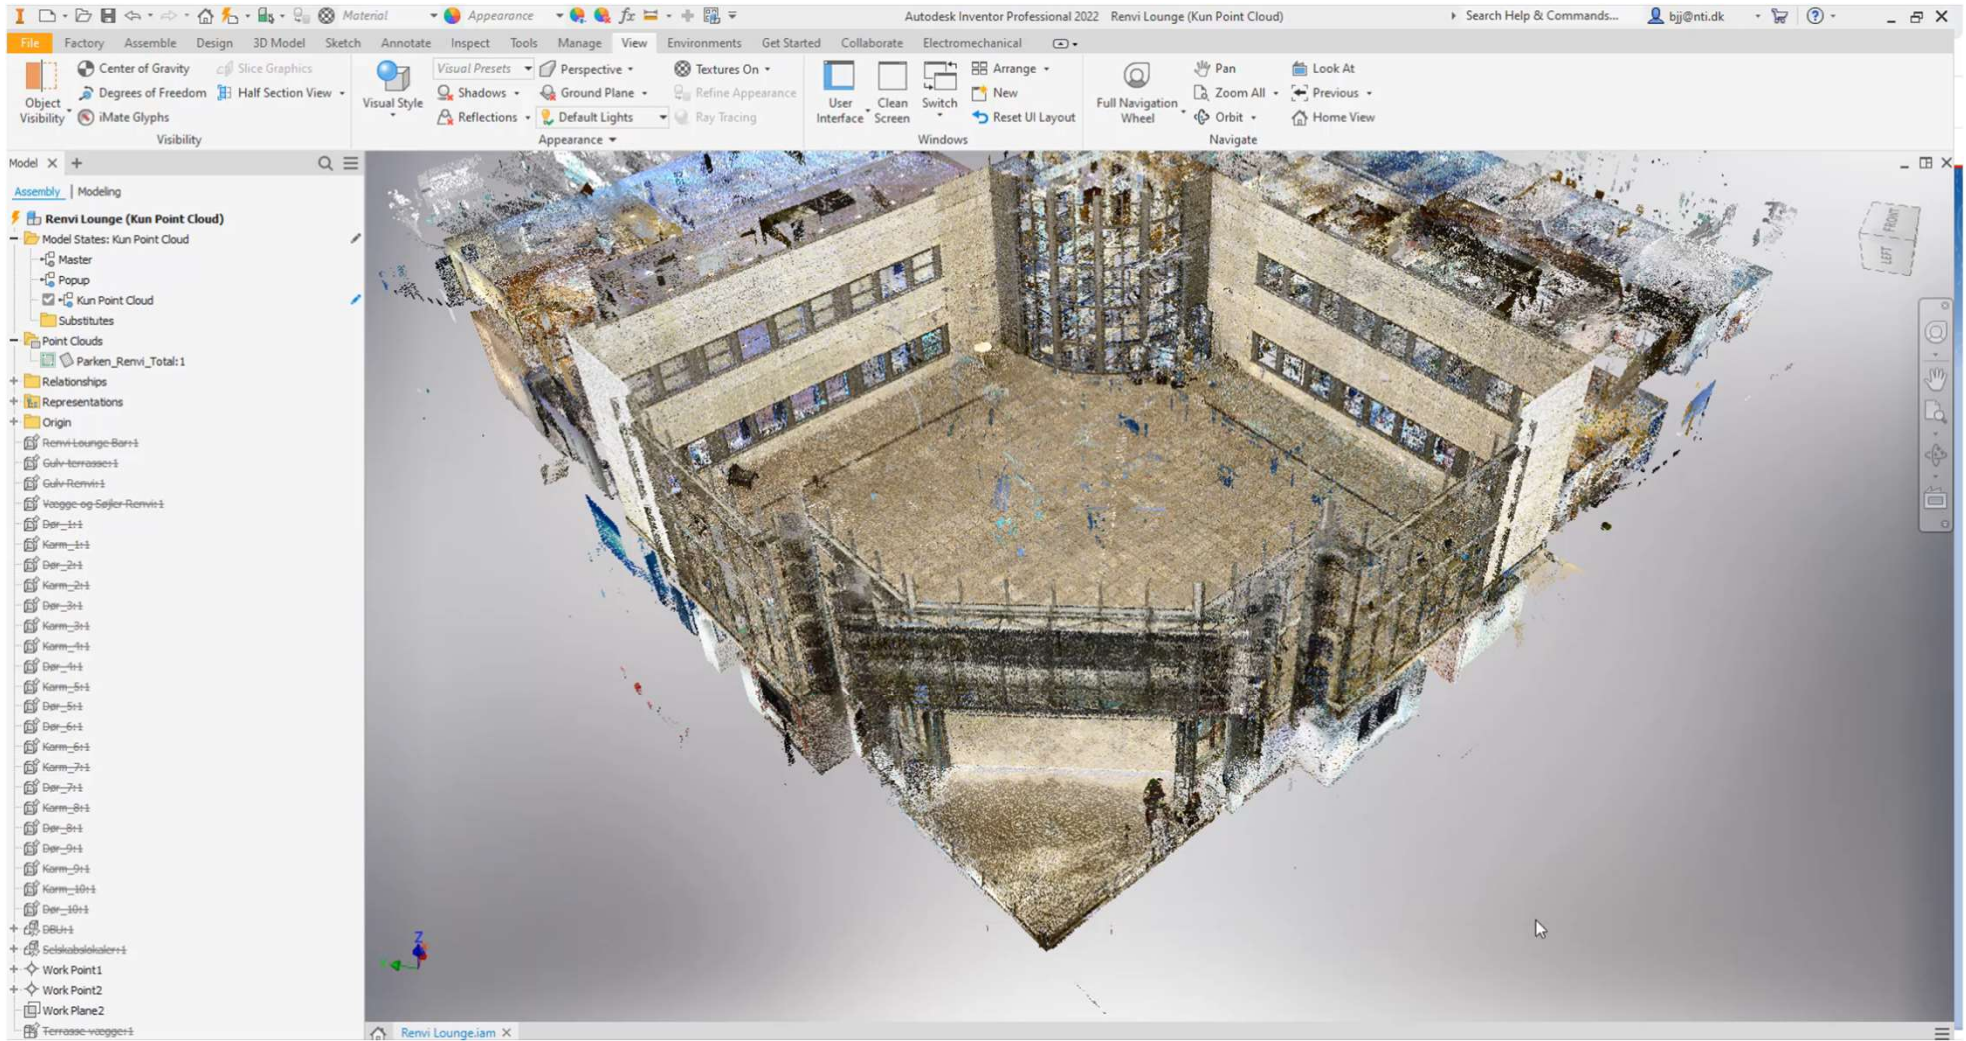 Material
Appearance
Autodesk Inventor Professional 2022 Renvi Lounge (Kun Point Cloud)
Search Help & Commands...
bjj@nti.dk
File Factory Assemble Design 3D Model Sketch Annotate Inspect Tools Manage View Environments Get Started Collaborate Electromechanical
Object Visibility
Center of Gravity
Slice Graphics
Degrees of Freedom
Half Section View
iMate Glyphs
Visibility
Visual Style
Visual Presets
Perspective
Textures On
Shadows
Ground Plane
Refine Appearance
Reflections
Default Lights
Ray Tracing
Appearance
User Interface
Clean Screen
Switch
Arrange
New
Reset UI Layout
Windows
Full Navigation Wheel
Pan
Look At
Zoom All
Previous
Orbit
Home View
Navigate
Model
Assembly | Modeling
Renvi Lounge (Kun Point Cloud)
Model States: Kun Point Cloud
Master
Popup
Kun Point Cloud
Substitutes
Point Clouds
Parken_Renvi_Total:1
Relationships
Representations
Origin
Renvi Lounge Bar:1
Gulv terrasse:1
Gulv Renvi:1
Vægge og Søjler Renvi:1
Dør_1:1
Karm_1:1
Dør_2:1
Karm_2:1
Dør_3:1
Karm_3:1
Karm_4:1
Dør_4:1
Karm_5:1
Dør_5:1
Dør_6:1
Karm_6:1
Karm_7:1
Dør_7:1
Karm_8:1
Dør_8:1
Dør_9:1
Karm_9:1
Karm_10:1
Dør_10:1
DBU:1
Selskabslokaler:1
Work Point1
Work Point2
Work Plane2
Terrasse vægge:1
FRONT
LEFT
Z
Renvi Lounge.iam